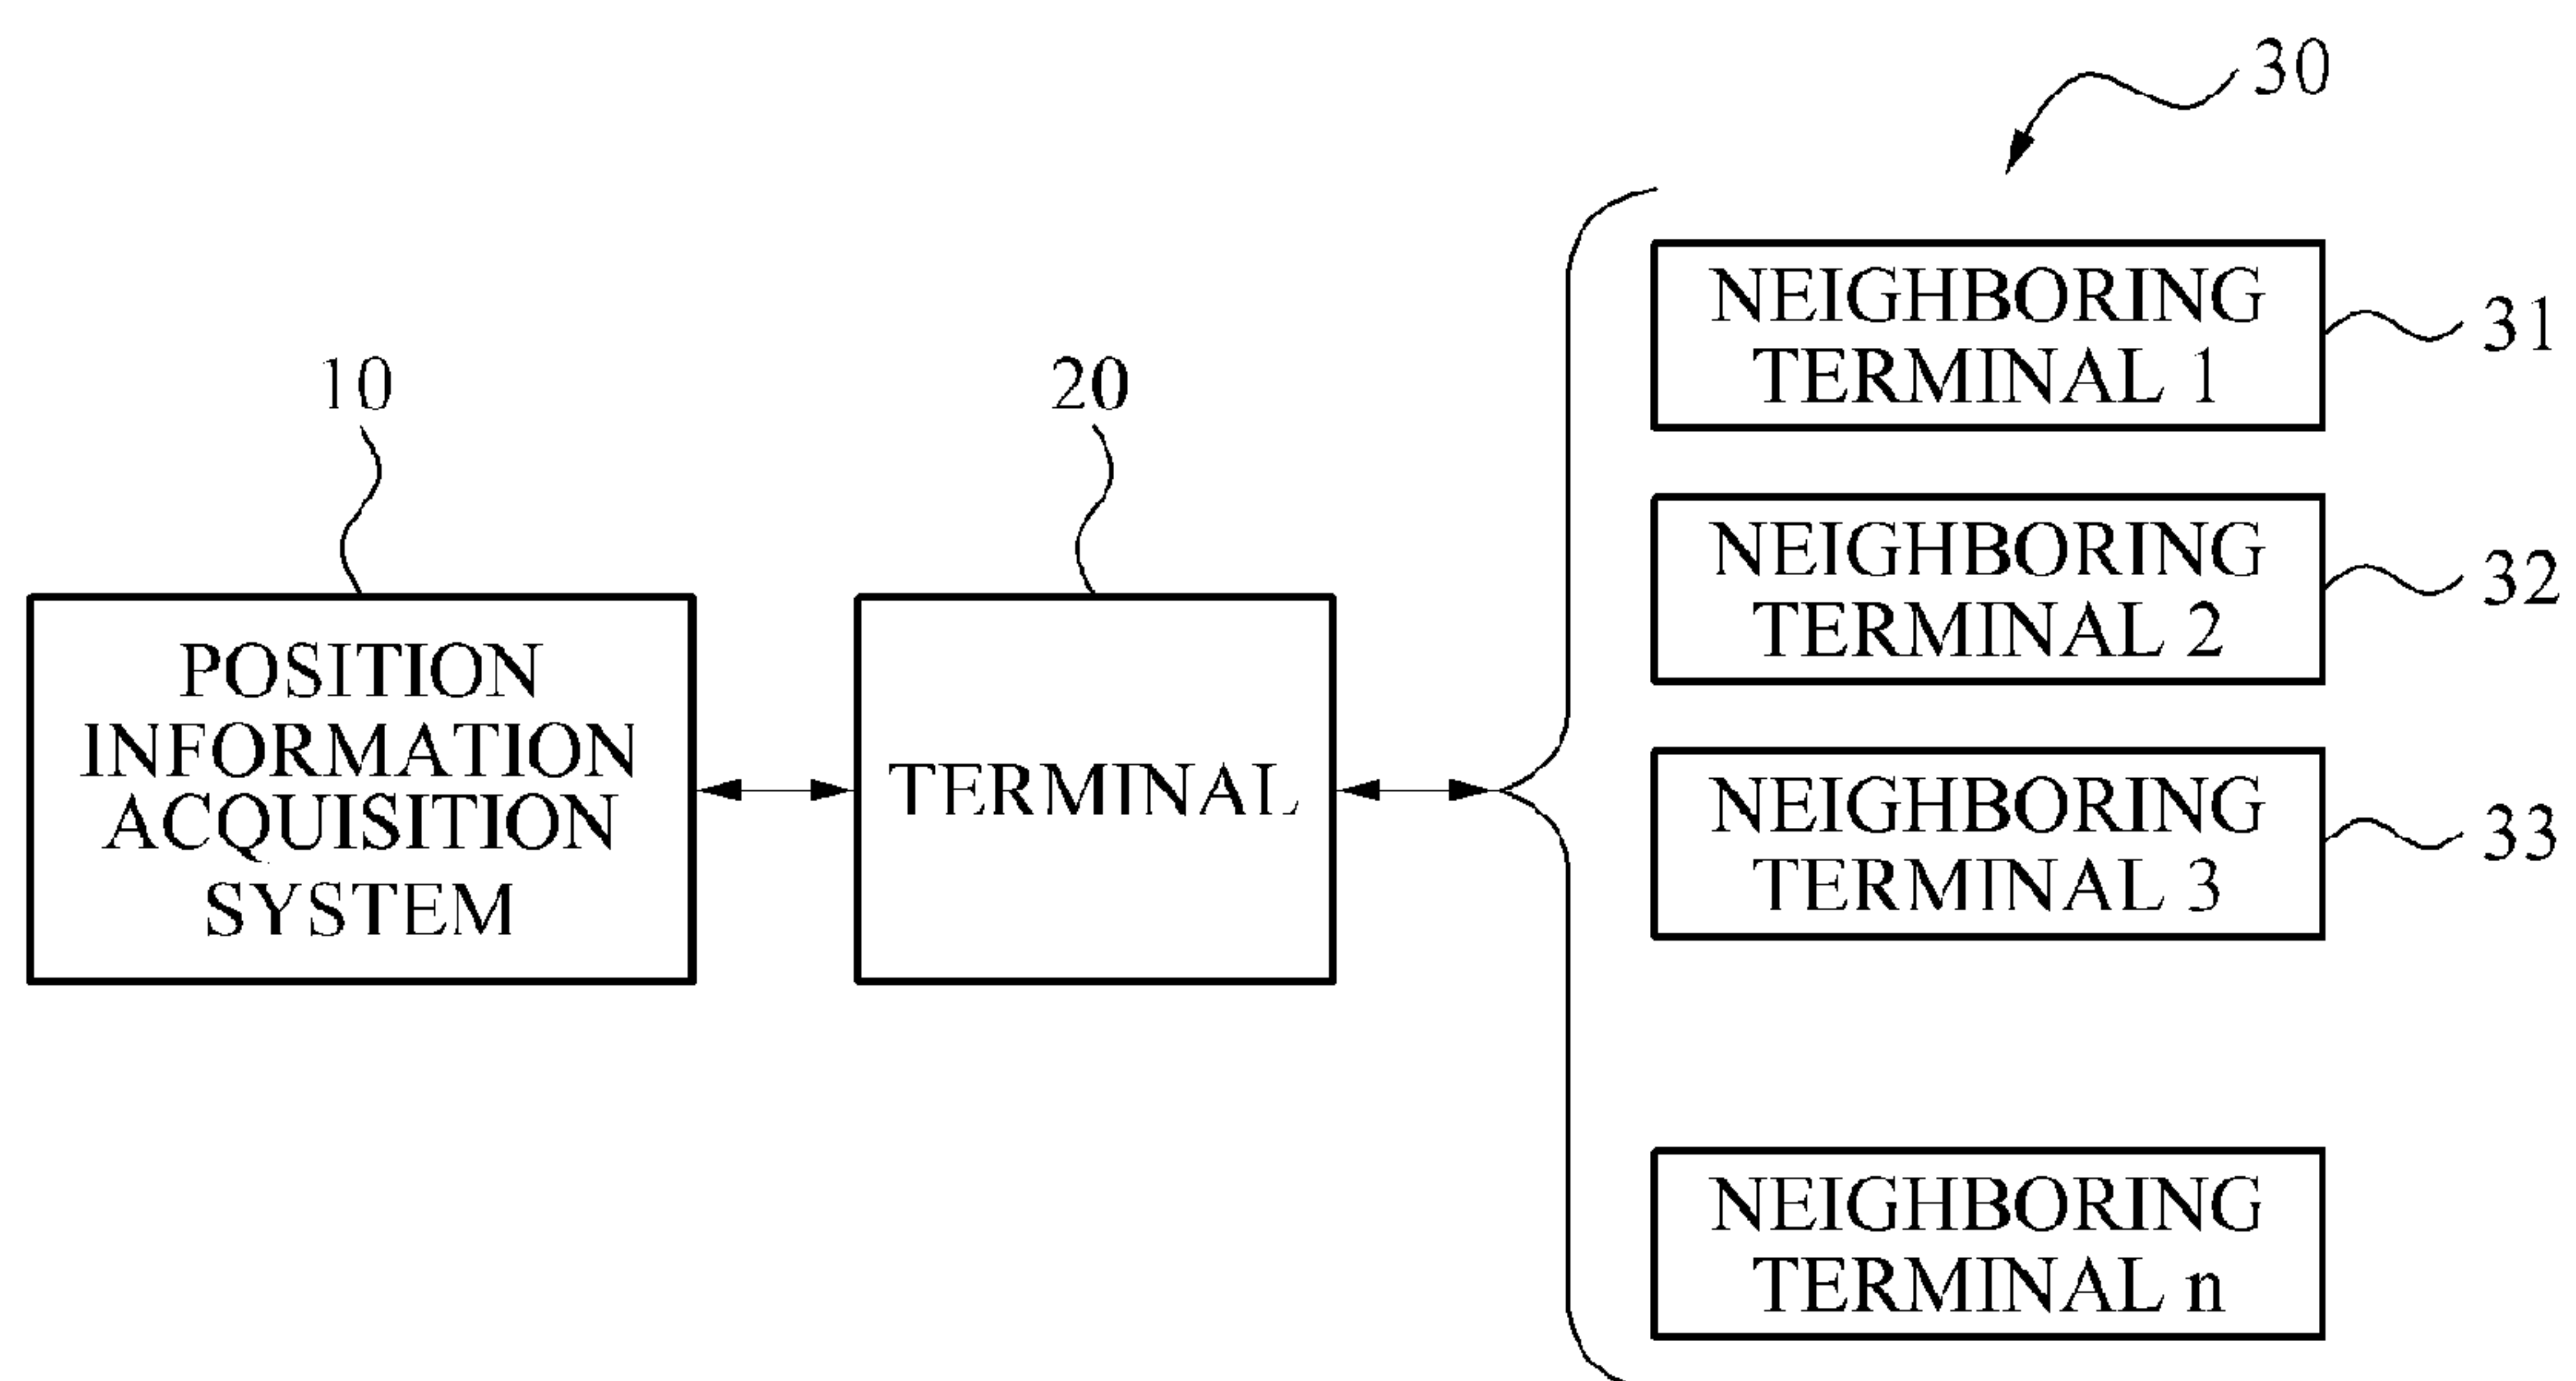 30
10
20
NEIGHBORING
TERMINAL 1
31
NEIGHBORING
TERMINAL 2
32
POSITION
INFORMATION
ACQUISITION
SYSTEM
TERMINAL
NEIGHBORING
TERMINAL 3
33
NEIGHBORING
TERMINAL n